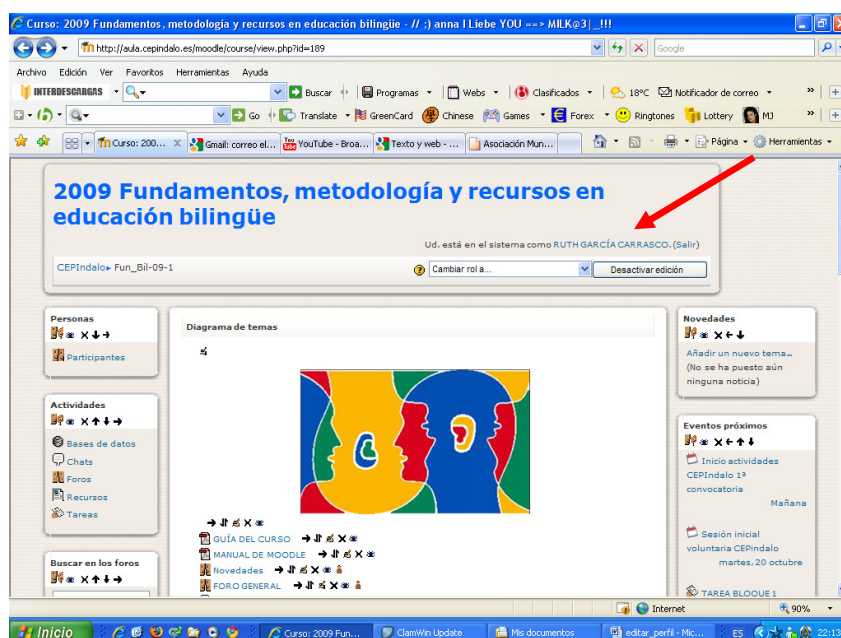 Curso: 2009 Fundamentos, metodología y recursos en educación bilingüe - // ;) anna I Liebe YOU ==> MILK@3|_!!!
http://aula.cepindalo.es/moodle/course/view.php?id=189
Google
Archivo Edición Ver Favoritos Herramientas Ayuda
INTERDESCARGAS Buscar Programas Webs Clasificados 18°C Notificador de correo »
Go Translate GreenCard Chinese Games Forex Ringtones Lottery MJ »
Curso: 200... X Gmail: correo el... YouTube - Broa... Texto y web - ... Asociación Mun... Página Herramientas
2009 Fundamentos, metodología y recursos en
educación bilingüe
Ud. está en el sistema como RUTH GARCÍA CARRASCO.(Salir)
CEPIndalo► Fun_Bil-09-1
Cambiar rol a...
Desactivar edición
Personas
Participantes
Actividades
Bases de datos
Chats
Foros
Recursos
Tareas
Buscar en los foros
Diagrama de temas
GUÍA DEL CURSO
MANUAL DE MOODLE
Novedades
FORO GENERAL
Novedades
Añadir un nuevo tema...
(No se ha puesto aún
ninguna noticia)
Eventos próximos
Inicio actividades
CEPIndalo 1ª
convocatoria
Mañana
Sesión inicial
voluntaria CEPindalo
martes, 20 octubre
TAREA BLOQUE 1
Internet 90%
Inicio Curso: 2009 Fun... ClamWin Update Mis documentos editar_perfil - Mic... ES 22:13